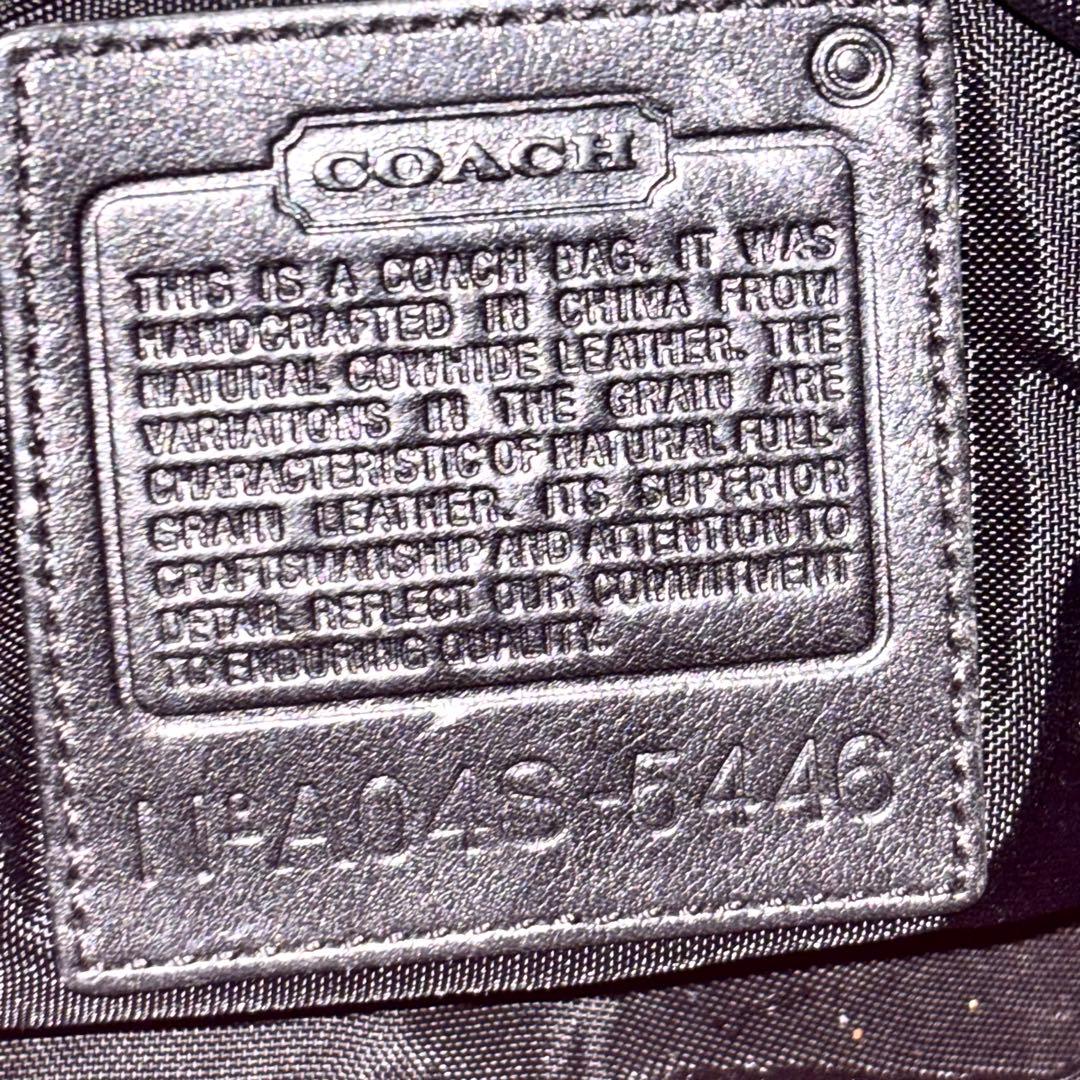 COACH
THIS IS A COACH BAG. IT WAS
HANDCRAFTED IN CHINA FROM
NATURAL COWHIDE LEATHER. THE
VARIATIONS IN THE GRAIN ARE
CHARACTERISTIC OF NATURAL FULL-
GRAIN LEATHER. ITS SUPERIOR
CRAFTSMANSHIP AND ATTENTION TO
DETAIL REFLECT OUR COMMITMENT
TO ENDURING QUALITY.
Nº A04S-5446